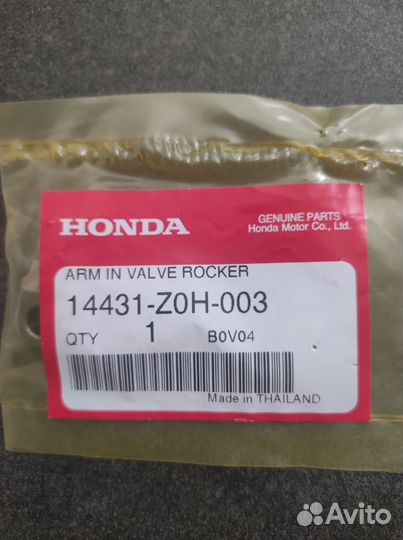 HONDA
GENUINE PARTS
Honda Motor Co., Ltd.
ARM IN VALVE ROCKER
14431-Z0H-003
QTY 1 B0V04
Made in THAILAND
Avito